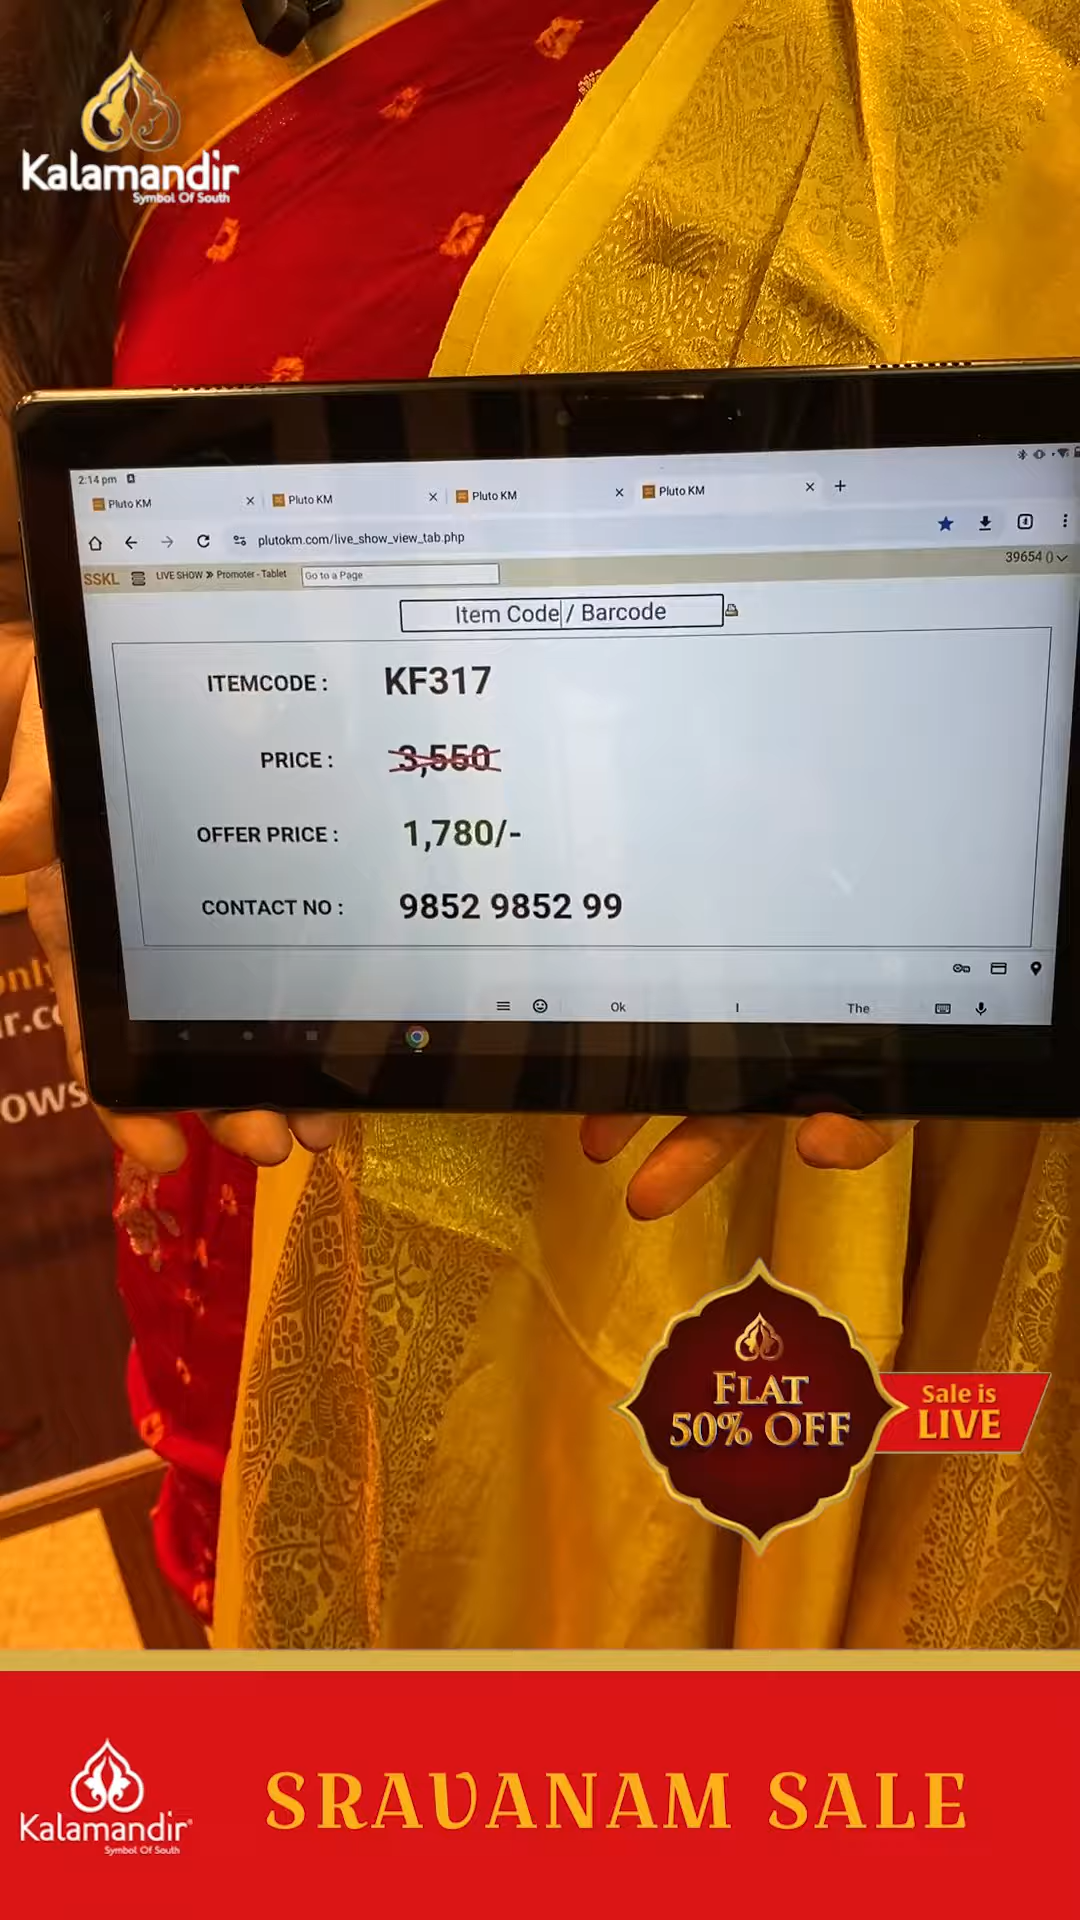 Kalamandir
Symbol Of South
2:14 pm
Pluto KM
Pluto KM
Pluto KM
Pluto KM
plutokm.com/live_show_view_tab.php
39654 ()
SSKL
LIVE SHOW » Promoter - Tablet
Go to a Page
Item Code / Barcode
ITEMCODE : KF317
PRICE : 3,550
OFFER PRICE : 1,780/-
CONTACT NO : 9852 9852 99
Ok
I
The
FLAT
50% OFF
Sale is
LIVE
Kalamandir
Symbol Of South
SRAVANAM SALE